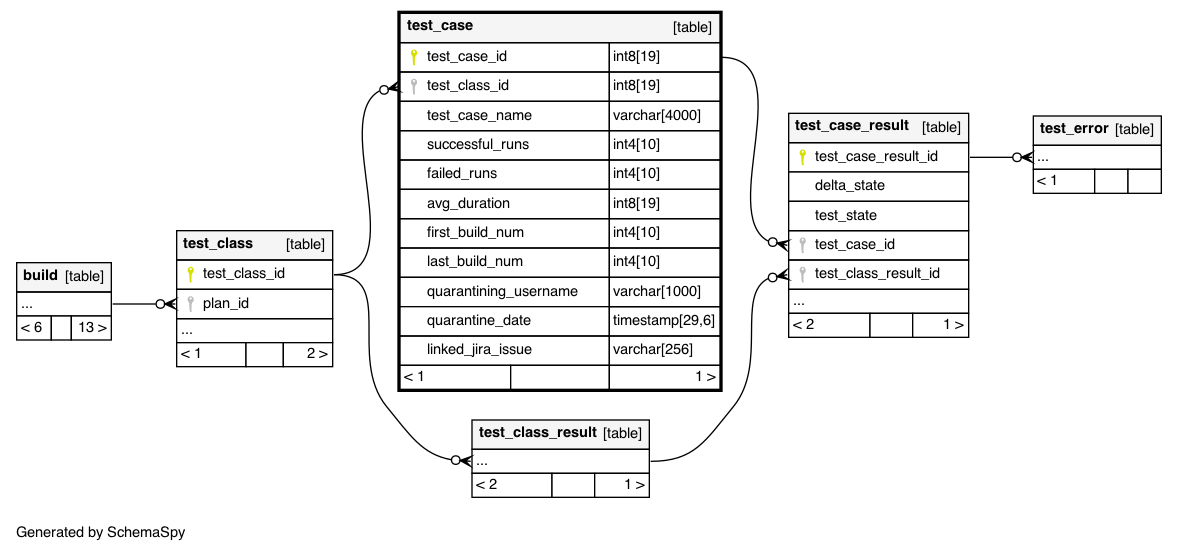 test_case [table]
test_case_id int8[19]
test_class_id int8[19]
test_case_name varchar[4000]
successful_runs int4[10]
failed_runs int4[10]
avg_duration int8[19]
first_build_num int4[10]
last_build_num int4[10]
quarantining_username varchar[1000]
quarantine_date timestamp[29,6]
linked_jira_issue varchar[256]
< 1 1 >
test_case_result [table]
test_case_result_id
delta_state
test_state
test_case_id
test_class_result_id
...
< 2 1 >
test_error [table]
...
< 1
test_class [table]
test_class_id
plan_id
...
< 1 2 >
build [table]
...
< 6 13 >
test_class_result [table]
...
< 2 1 >
Generated by SchemaSpy